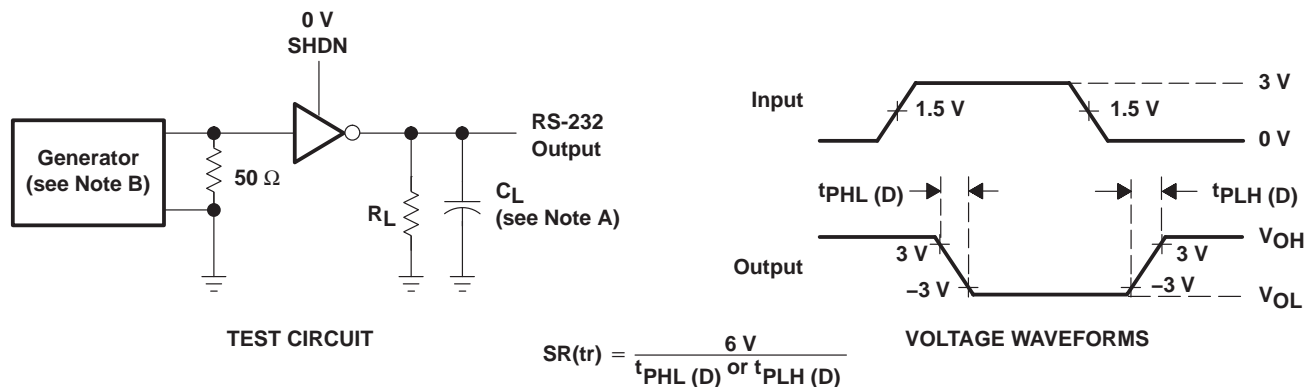 0 V
SHDN
Generator
(see Note B)
50 Ω
RS-232
Output
RL
CL
(see Note A)
TEST CIRCUIT
Input
1.5 V
1.5 V
3 V
0 V
tPHL (D)
tPLH (D)
Output
3 V
3 V
VOH
–3 V
–3 V
VOL
VOLTAGE WAVEFORMS
SR(tr) = 6 V
tPHL (D) or tPLH (D)